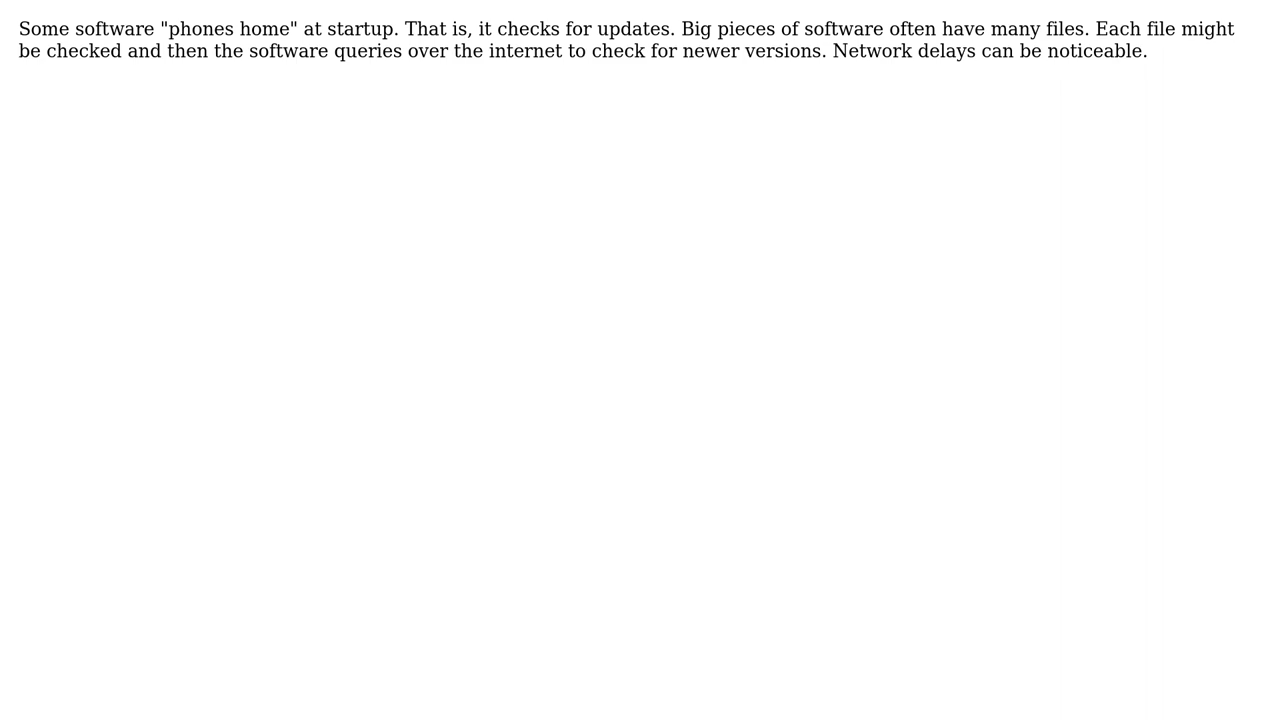 Some software "phones home" at startup. That is, it checks for updates. Big pieces of software often have many files. Each file might
be checked and then the software queries over the internet to check for newer versions. Network delays can be noticeable.